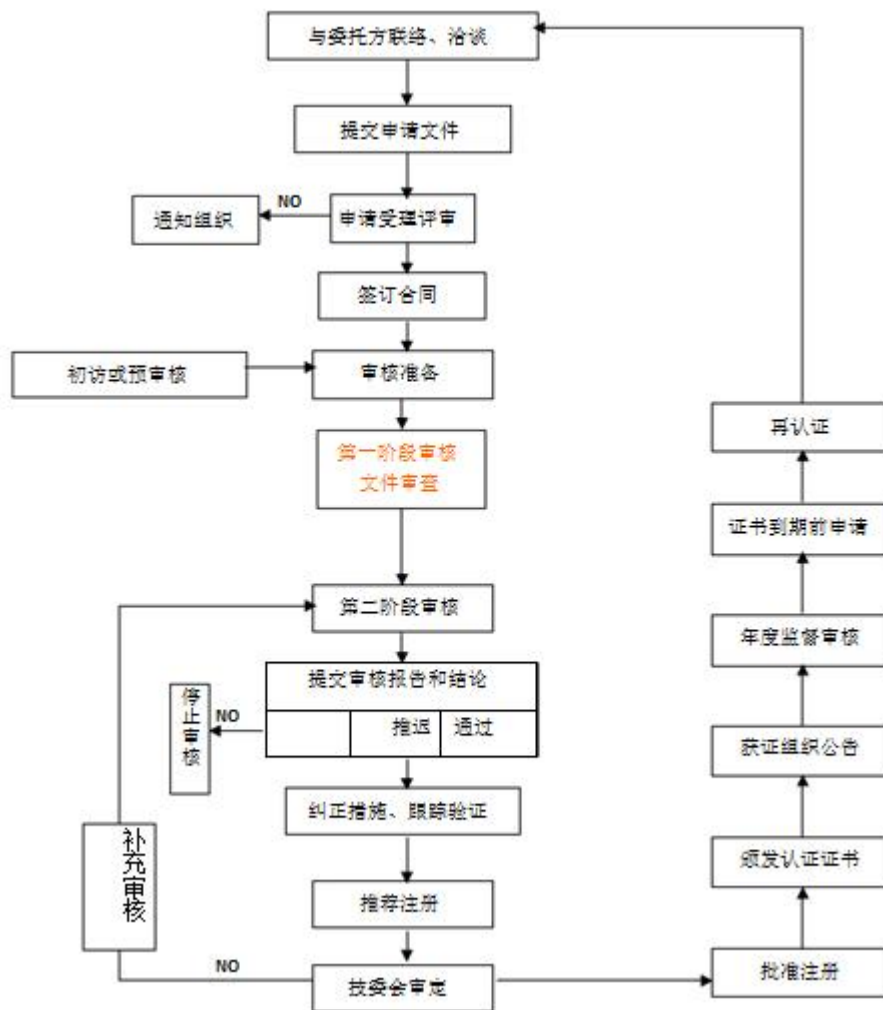 与委托方联络、洽谈
提交申请文件
NO
通知组织
申请受理评审
签订合同
初访或预审核
审核准备
第一阶段审核
文件审查
第二阶段审核
提交审核报告和结论
推迟
通过
NO
停止审核
纠正措施、跟踪验证
补充审核
推荐注册
NO
技委会审定
批准注册
颁发认证证书
获证组织公告
年度监督审核
证书到期前申请
再认证